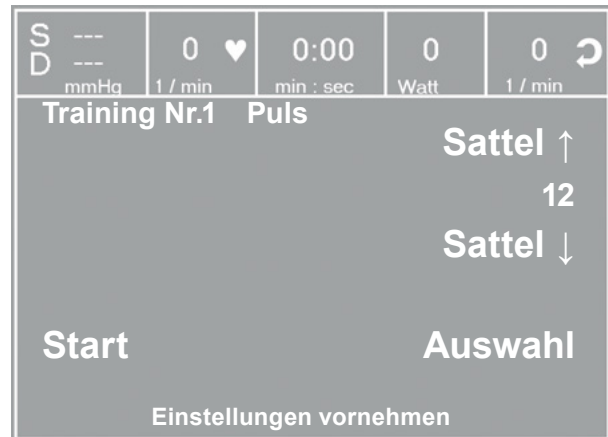 S ---
D ---
mmHg
0 ♥
1 / min
0:00
min : sec
0
Watt
0
1 / min
Training Nr.1 Puls
Sattel ↑
12
Sattel ↓
Start Auswahl
Einstellungen vornehmen